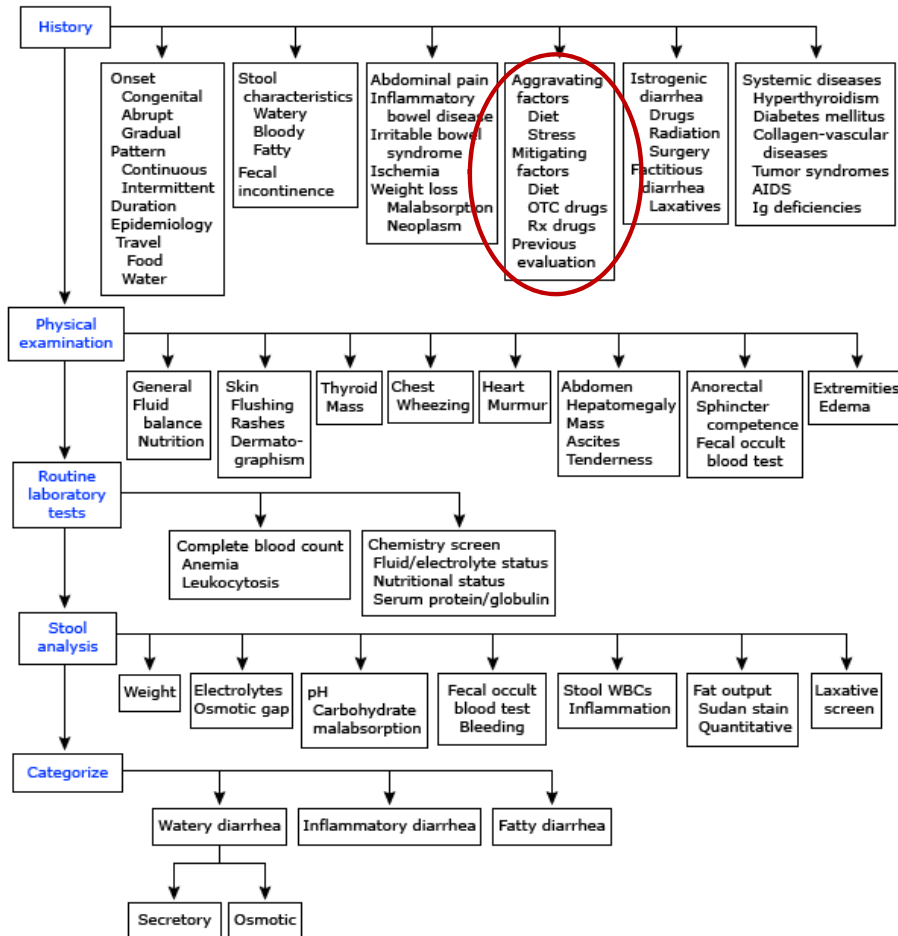 History
Onset
Congenital
Abrupt
Gradual
Pattern
Continuous
Intermittent
Duration
Epidemiology
Travel
Food
Water
Stool
characteristics
Watery
Bloody
Fatty
Fecal
incontinence
Abdominal pain
Inflammatory
bowel disease
Irritable bowel
syndrome
Ischemia
Weight loss
Malabsorption
Neoplasm
Aggravating
factors
Diet
Stress
Mitigating
factors
Diet
OTC drugs
Rx drugs
Previous
evaluation
Istrogenic
diarrhea
Drugs
Radiation
Surgery
Factitious
diarrhea
Laxatives
Systemic diseases
Hyperthyroidism
Diabetes mellitus
Collagen-vascular
diseases
Tumor syndromes
AIDS
Ig deficiencies
Physical
examination
General
Fluid
balance
Nutrition
Skin
Flushing
Rashes
Dermato-
graphism
Thyroid
Mass
Chest
Wheezing
Heart
Murmur
Abdomen
Hepatomegaly
Mass
Ascites
Tenderness
Anorectal
Sphincter
competence
Fecal occult
blood test
Extremities
Edema
Routine
laboratory
tests
Complete blood count
Anemia
Leukocytosis
Chemistry screen
Fluid/electrolyte status
Nutritional status
Serum protein/globulin
Stool
analysis
Weight
Electrolytes
Osmotic gap
pH
Carbohydrate
malabsorption
Fecal occult
blood test
Bleeding
Stool WBCs
Inflammation
Fat output
Sudan stain
Quantitative
Laxative
screen
Categorize
Watery diarrhea
Inflammatory diarrhea
Fatty diarrhea
Secretory
Osmotic